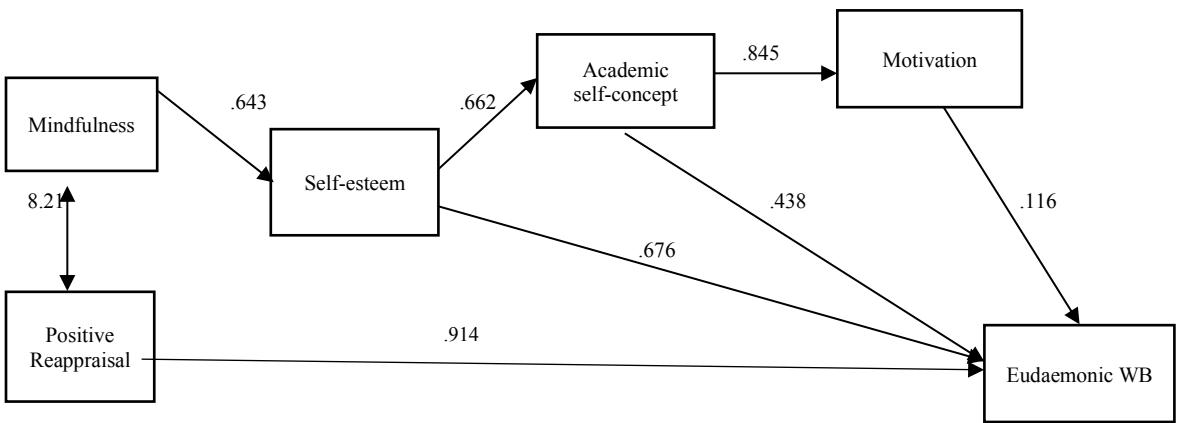 Motivation
.845
Academic
self-concept
.643
.662
Mindfulness
Self-esteem
8.21
.438
.116
.676
Positive
Reappraisal
.914
Eudaemonic WB